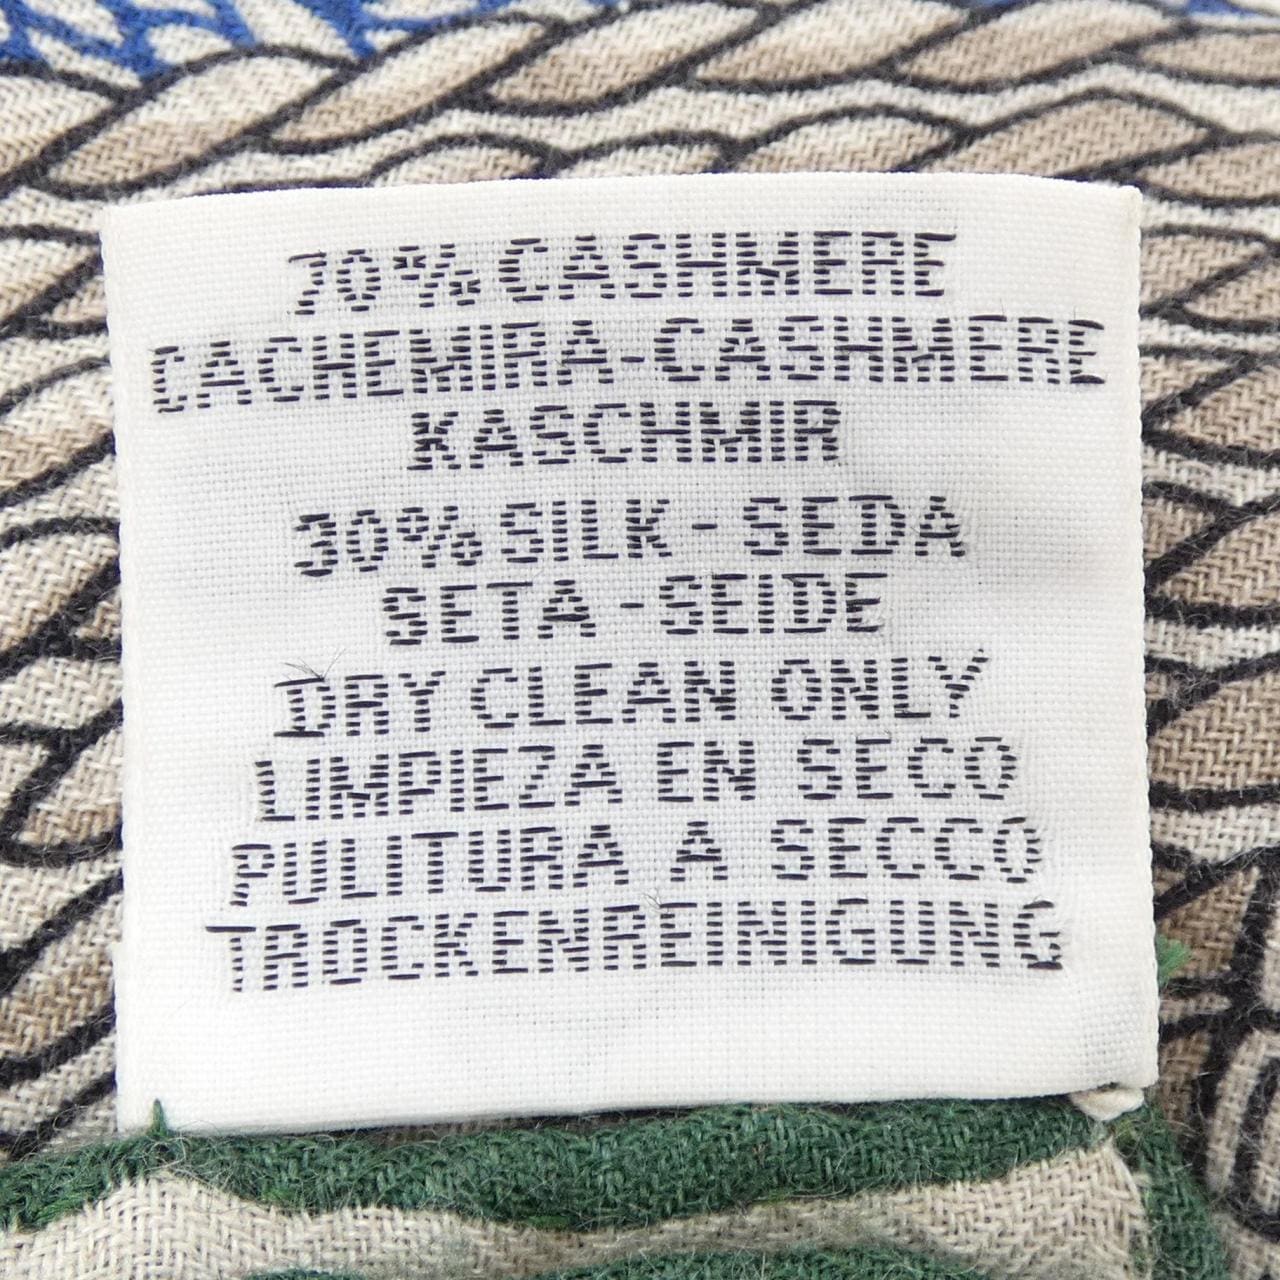 70% CASHMERE
CACHEMIRA-CASHMERE
KASCHMIR
30% SILK - SEDA
SETA - SEIDE
DRY CLEAN ONLY
LIMPIEZA EN SECO
PULITURA A SECCO
TROCKENREINIGUNG